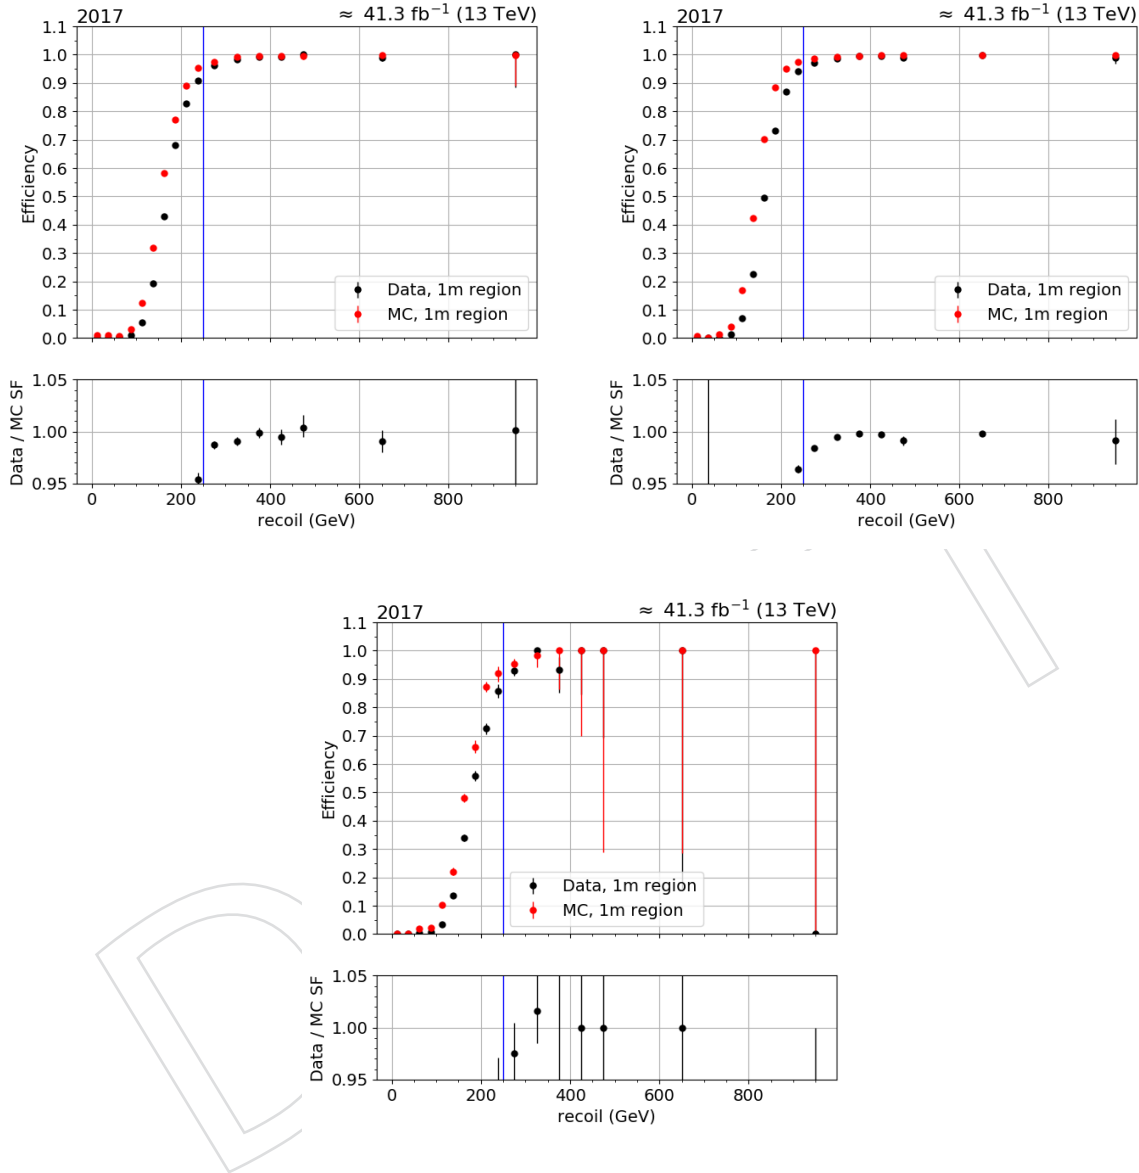 2017 ≈ 41.3 fb⁻¹ (13 TeV)
1.1
1.0
0.9
0.8
0.7
0.6
0.5
0.4
0.3
0.2
0.1
0.0
Efficiency
Data, 1m region
MC, 1m region
1.05
1.00
0.95
Data / MC SF
0 200 400 600 800
recoil (GeV)
2017 ≈ 41.3 fb⁻¹ (13 TeV)
1.1
1.0
0.9
0.8
0.7
0.6
0.5
0.4
0.3
0.2
0.1
0.0
Efficiency
Data, 1m region
MC, 1m region
1.05
1.00
0.95
Data / MC SF
0 200 400 600 800
recoil (GeV)
2017 ≈ 41.3 fb⁻¹ (13 TeV)
1.1
1.0
0.9
0.8
0.7
0.6
0.5
0.4
0.3
0.2
0.1
0.0
Efficiency
Data, 1m region
MC, 1m region
1.05
1.00
0.95
Data / MC SF
0 200 400 600 800
recoil (GeV)